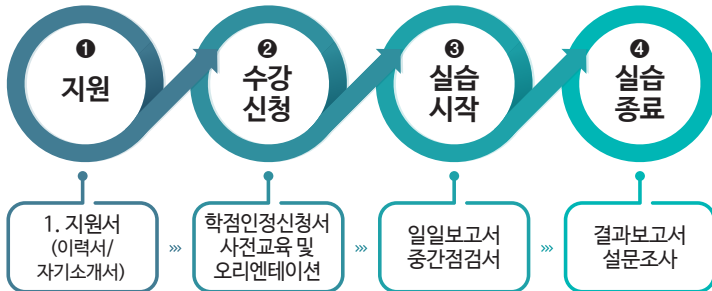 ❶
지원
❷
수강
신청
❸
실습
시작
❹
실습
종료
1. 지원서
(이력서/
자기소개서)
»»
학점인정신청서
사전교육 및
오리엔테이션
»»
일일보고서
중간점검서
»»
결과보고서
설문조사